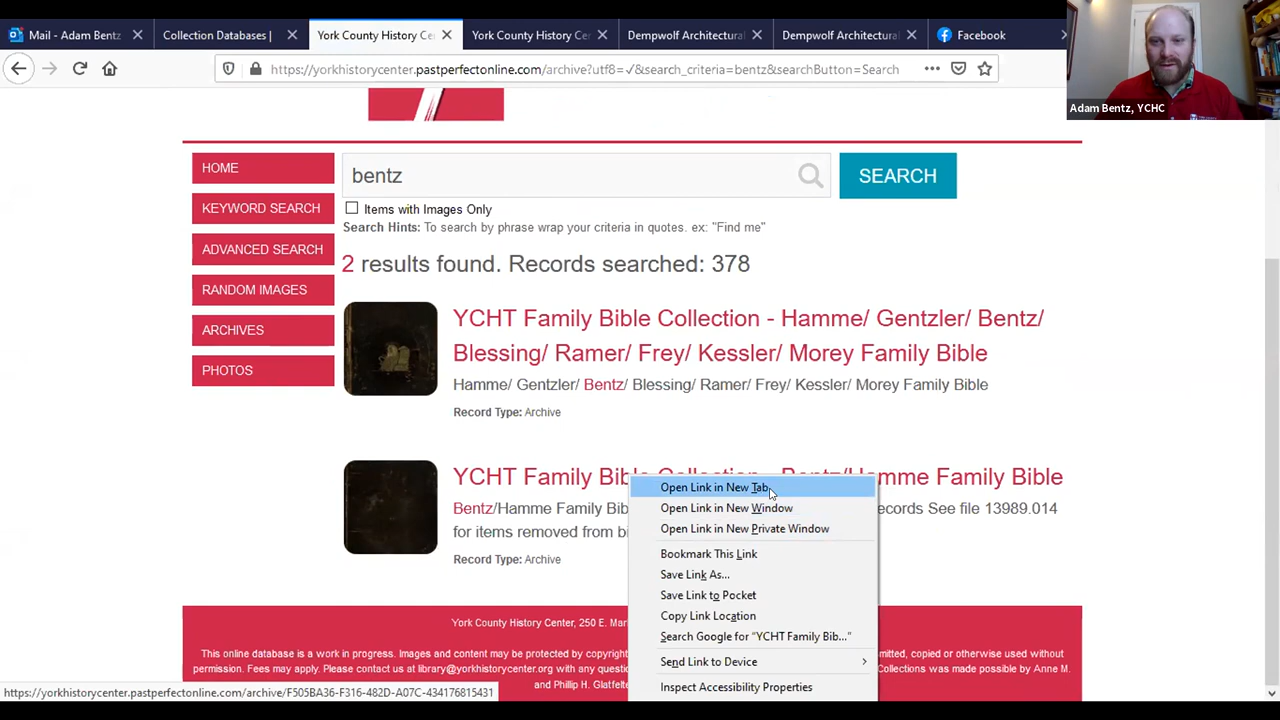 Mail - Adam Bentz
Collection Databases |
York County History Ce
York County History Cen
Dempwolf Architectural
Dempwolf Architectural
Facebook
https://yorkhistorycenter.pastperfectonline.com/archive?utf8=✓&search_criteria=bentz&searchButton=Search
Adam Bentz, YCHC
HOME
KEYWORD SEARCH
ADVANCED SEARCH
RANDOM IMAGES
ARCHIVES
PHOTOS
bentz
SEARCH
Items with Images Only
Search Hints: To search by phrase wrap your criteria in quotes. ex: "Find me"
2 results found. Records searched: 378
YCHT Family Bible Collection - Hamme/ Gentzler/ Bentz/
Blessing/ Ramer/ Frey/ Kessler/ Morey Family Bible
Hamme/ Gentzler/ Bentz/ Blessing/ Ramer/ Frey/ Kessler/ Morey Family Bible
Record Type: Archive
YCHT Family Bible Collection - Bentz/Hamme Family Bible
Bentz/Hamme Family B ecords See file 13989.014
for items removed from bi
Record Type: Archive
Open Link in New Tab
Open Link in New Window
Open Link in New Private Window
Bookmark This Link
Save Link As...
Save Link to Pocket
Copy Link Location
Search Google for “YCHT Family Bib...”
Send Link to Device
Inspect Accessibility Properties
York County History Center, 250 E. Mar
This online database is a work in progress. Images and content may be protected by copyrigh mitted, copied or otherwise used without
permission. Fees may apply. Please contact us at library@yorkhistorycenter.org with any questio Collections was made possible by Anne M.
and Phillip H. Glatfelte
https://yorkhistorycenter.pastperfectonline.com/archive/F505BA36-F316-482D-A07C-434176815431